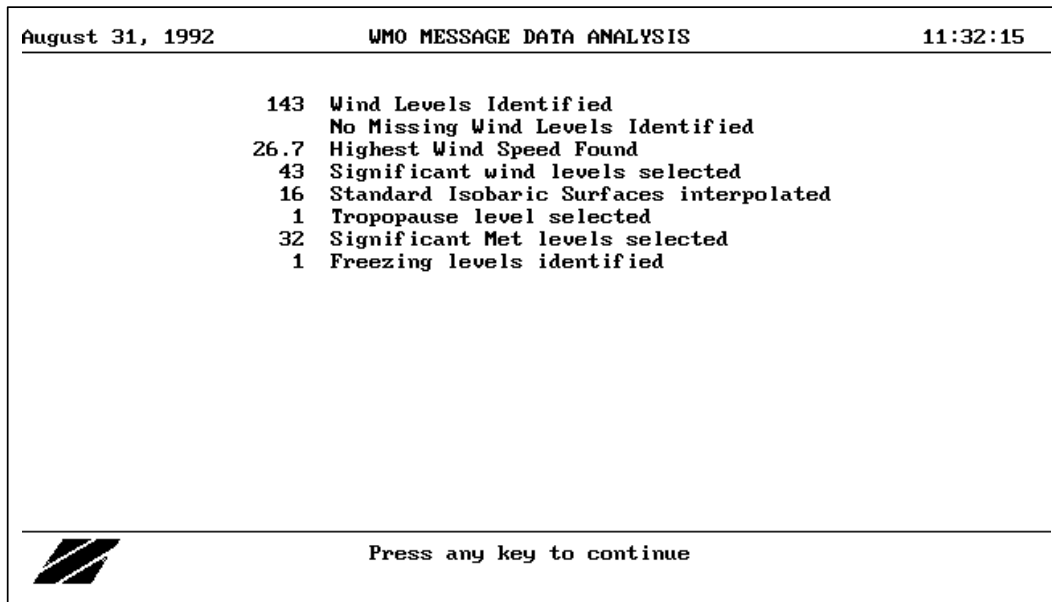 August 31, 1992 WMO MESSAGE DATA ANALYSIS 11:32:15
143 Wind Levels Identified
No Missing Wind Levels Identified
26.7 Highest Wind Speed Found
43 Significant wind levels selected
16 Standard Isobaric Surfaces interpolated
1 Tropopause level selected
32 Significant Met levels selected
1 Freezing levels identified
Press any key to continue